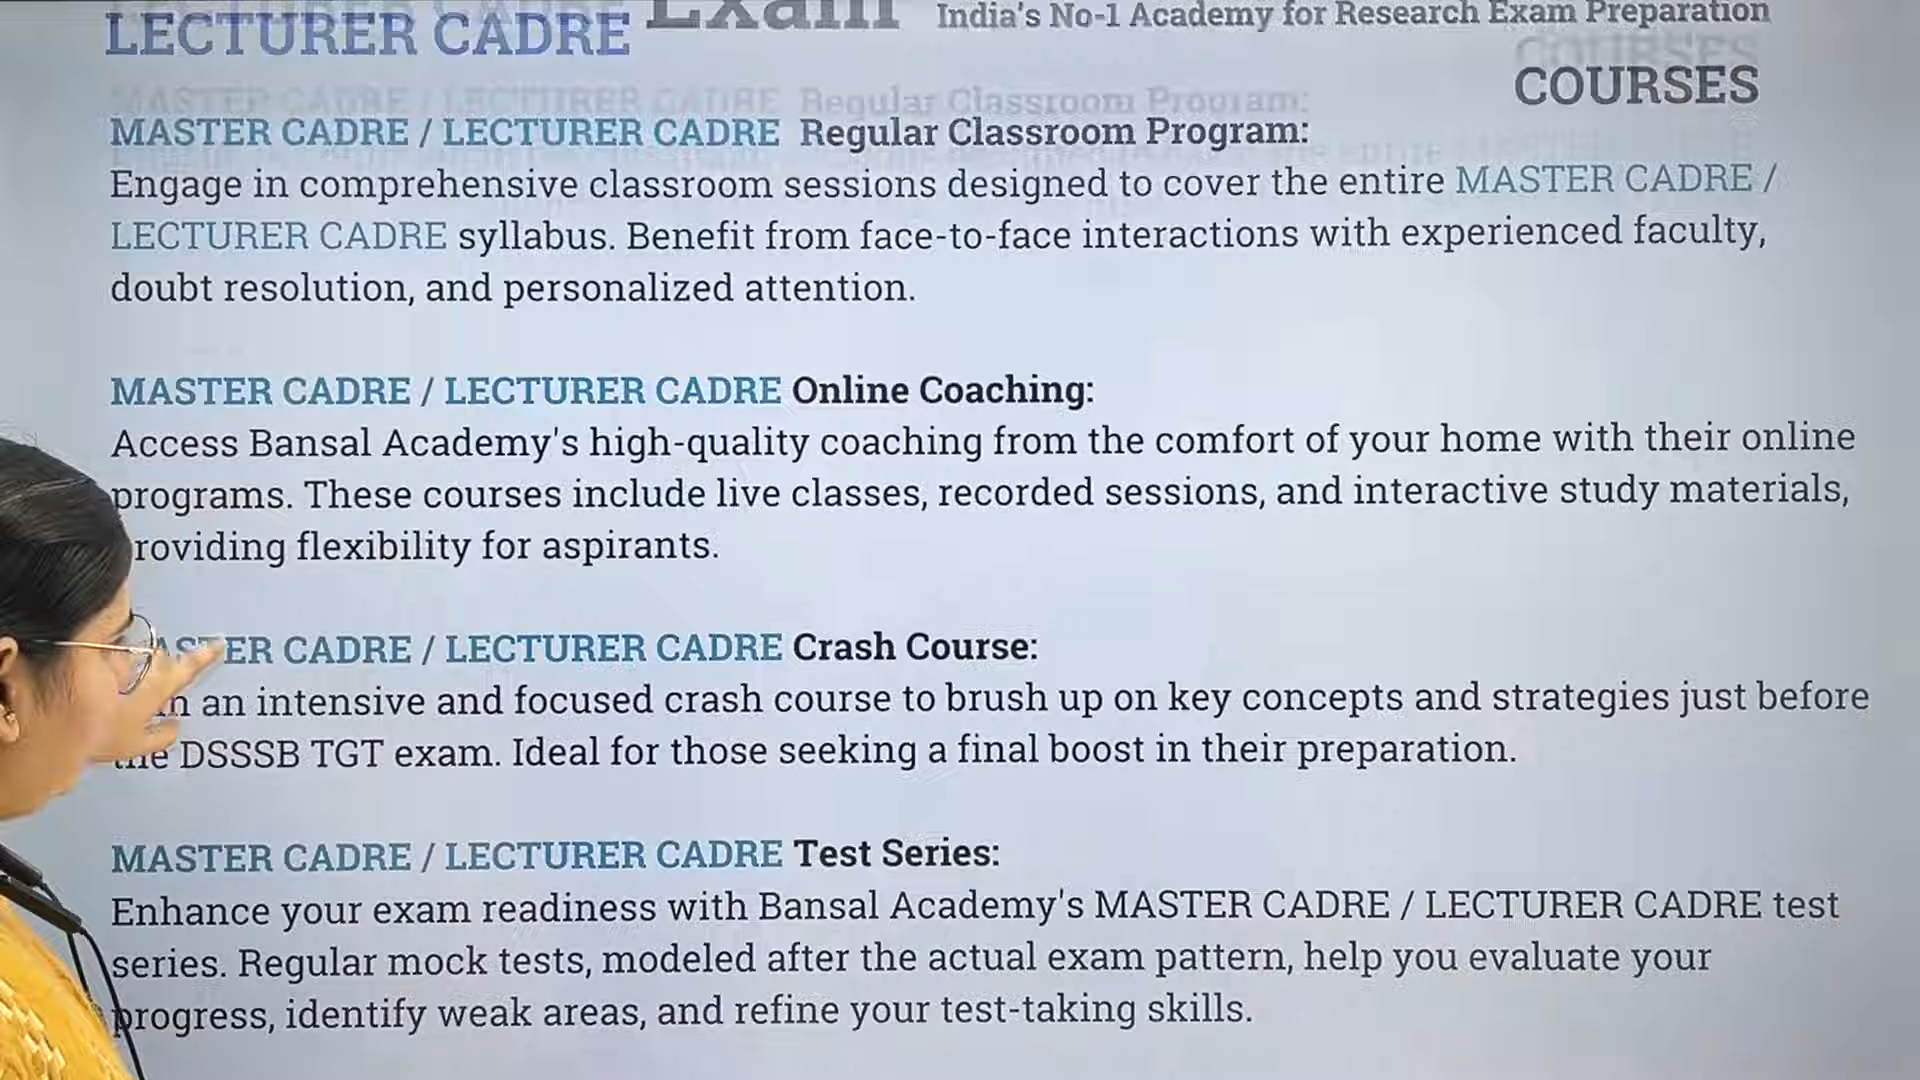 LECTURER CADRE Exam India's No-1 Academy for Research Exam Preparation
COURSES
MASTER CADRE / LECTURER CADRE Regular Classroom Program:
Engage in comprehensive classroom sessions designed to cover the entire MASTER CADRE /
LECTURER CADRE syllabus. Benefit from face-to-face interactions with experienced faculty,
doubt resolution, and personalized attention.
MASTER CADRE / LECTURER CADRE Online Coaching:
Access Bansal Academy's high-quality coaching from the comfort of your home with their online
programs. These courses include live classes, recorded sessions, and interactive study materials,
roviding flexibility for aspirants.
ASTER CADRE / LECTURER CADRE Crash Course:
an intensive and focused crash course to brush up on key concepts and strategies just before
the DSSSB TGT exam. Ideal for those seeking a final boost in their preparation.
MASTER CADRE / LECTURER CADRE Test Series:
Enhance your exam readiness with Bansal Academy's MASTER CADRE / LECTURER CADRE test
series. Regular mock tests, modeled after the actual exam pattern, help you evaluate your
progress, identify weak areas, and refine your test-taking skills.